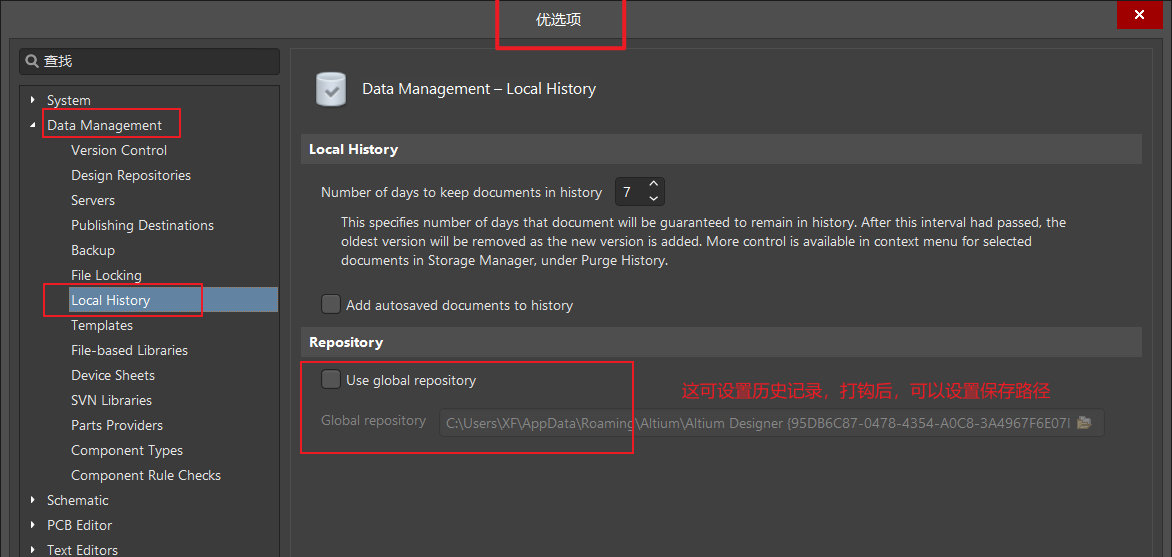 优选项
查找
System
Data Management
Version Control
Design Repositories
Servers
Publishing Destinations
Backup
File Locking
Local History
Templates
File-based Libraries
Device Sheets
SVN Libraries
Parts Providers
Component Types
Component Rule Checks
Schematic
PCB Editor
Text Editors
Data Management – Local History
Local History
Number of days to keep documents in history 7
This specifies number of days that document will be guaranteed to remain in history. After this interval had passed, the
oldest version will be removed as the new version is added. More control is available in context menu for selected
documents in Storage Manager, under Purge History.
Add autosaved documents to history
Repository
Use global repository
这可设置历史记录，打钩后，可以设置保存路径
Global repository C:\Users\XF\AppData\Roaming\Altium\Altium Designer {95DB6C87-0478-4354-A0C8-3A4967F6E07